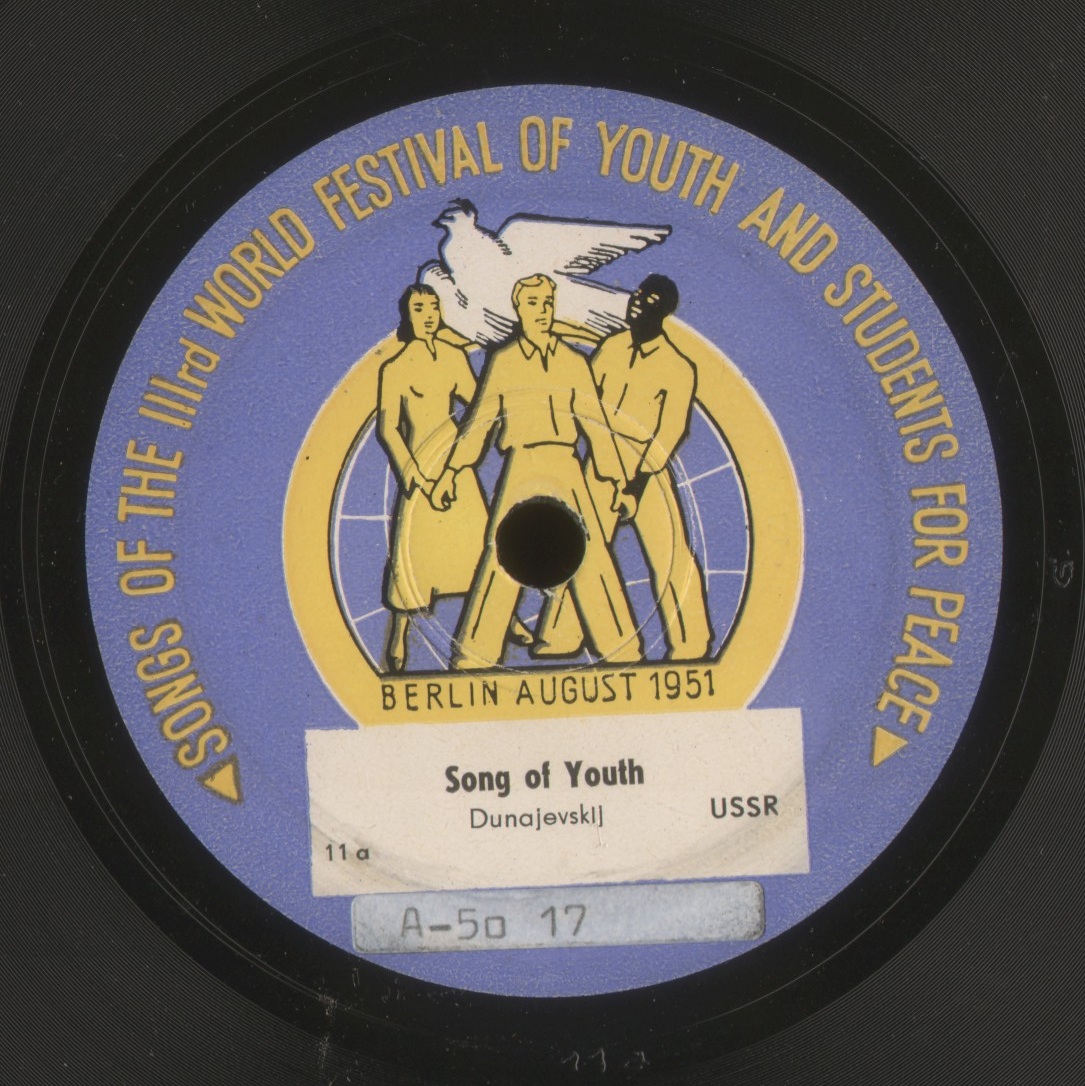 SONGS OF THE IIIrd WORLD FESTIVAL OF YOUTH AND STUDENTS FOR PEACE
BERLIN AUGUST 1951
Song of Youth
Dunajevskij
USSR
11 a
A-5o 17
11 a